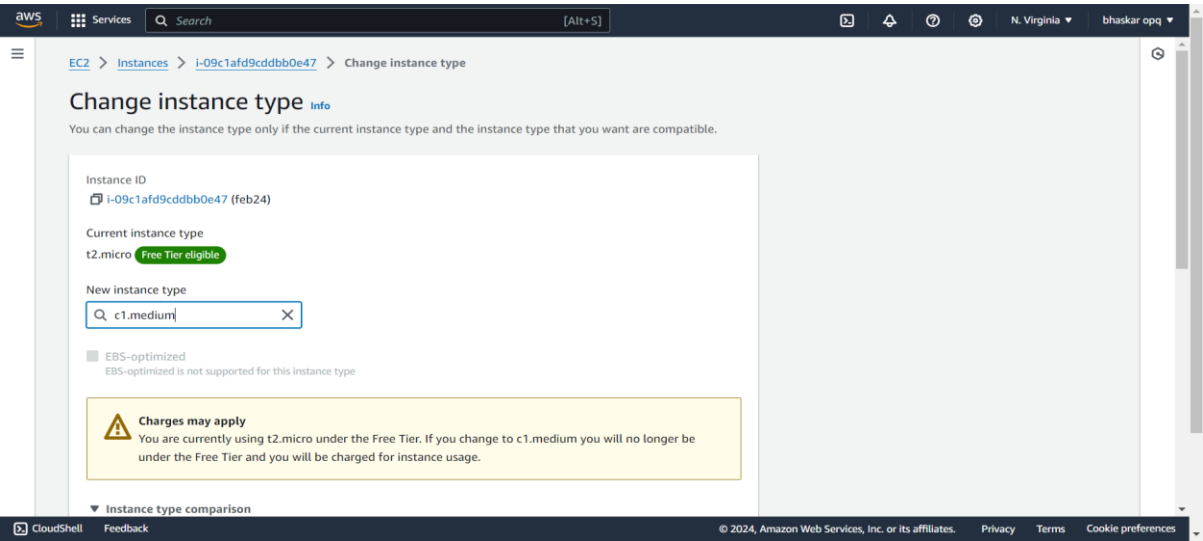 aws Services Search [Alt+S] N. Virginia bhaskar opq
EC2 Instances i-09c1afd9cddbb0e47 Change instance type
Change instance type Info
You can change the instance type only if the current instance type and the instance type that you want are compatible.
Instance ID
i-09c1afd9cddbb0e47 (feb24)
Current instance type
t2.micro Free Tier eligible
New instance type
c1.medium
EBS-optimized
EBS-optimized is not supported for this instance type
Charges may apply
You are currently using t2.micro under the Free Tier. If you change to c1.medium you will no longer be
under the Free Tier and you will be charged for instance usage.
Instance type comparison
CloudShell Feedback © 2024, Amazon Web Services, Inc. or its affiliates. Privacy Terms Cookie preferences